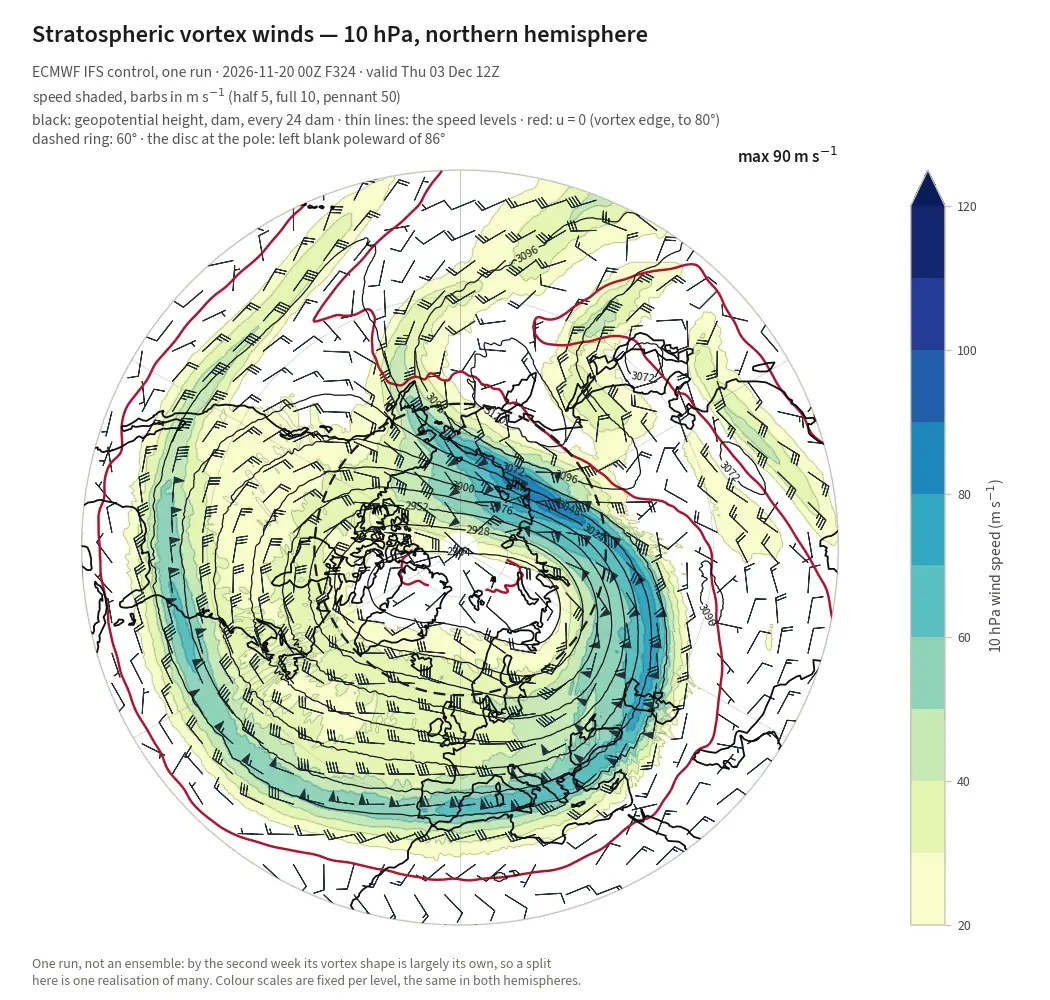 Stratospheric vortex winds — 10 hPa, northern hemisphere
ECMWF IFS control, one run · 2026-11-20 00Z F324 · valid Thu 03 Dec 12Z
speed shaded, barbs in m s⁻¹ (half 5, full 10, pennant 50)
black: geopotential height, dam, every 24 dam · thin lines: the speed levels · red: u = 0 (vortex edge, to 80°)
dashed ring: 60° · the disc at the pole: left blank poleward of 86°
max 90 m s⁻¹
120
100
80
60
40
20
10 hPa wind speed (m s⁻¹)
3096
3072
3072
3096
3072
2952
2928
3096
One run, not an ensemble: by the second week its vortex shape is largely its own, so a split
here is one realisation of many. Colour scales are fixed per level, the same in both hemispheres.